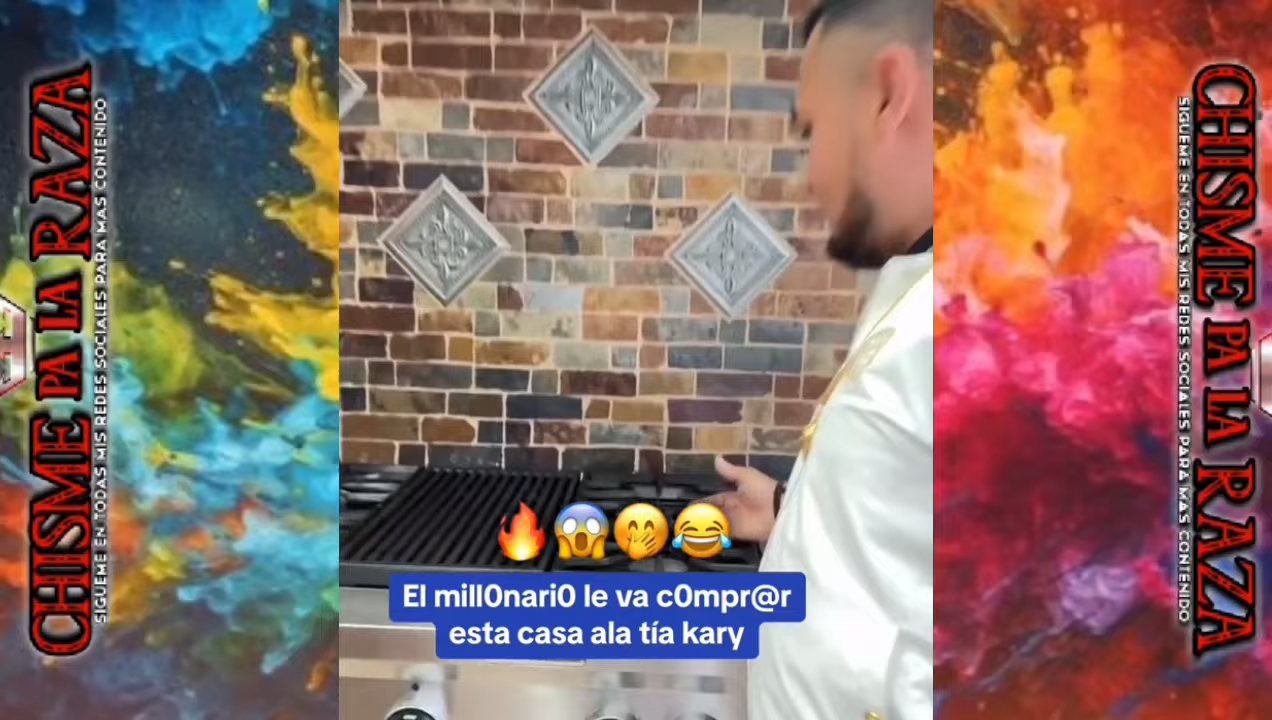 CHISME PA LA RAZA
SIGUEME EN TODAS MIS REDES SOCIALES PARA MAS CONTENIDO
El mill0nari0 le va c0mpr@r
esta casa ala tía kary
CHISME PA LA RAZA
SIGUEME EN TODAS MIS REDES SOCIALES PARA MAS CONTENIDO